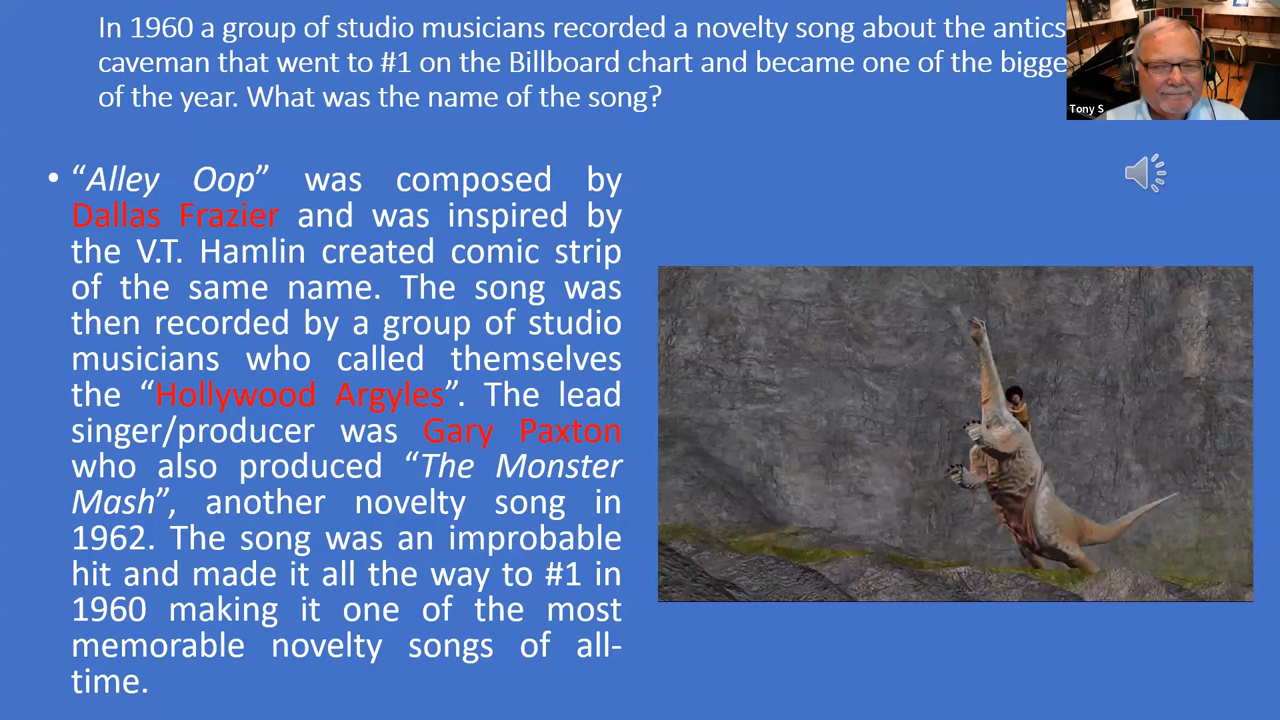 In 1960 a group of studio musicians recorded a novelty song about the antics
caveman that went to #1 on the Billboard chart and became one of the
of the year. What was the name of the song?
Tony S
• “Alley Oop” was composed by
Dallas Frazier and was inspired by
the V.T. Hamlin created comic strip
of the same name. The song was
then recorded by a group of studio
musicians who called themselves
the “Hollywood Argyles”. The lead
singer/producer was Gary Paxton
who also produced “The Monster
Mash”, another novelty song in
1962. The song was an improbable
hit and made it all the way to #1 in
1960 making it one of the most
memorable novelty songs of all-
time.